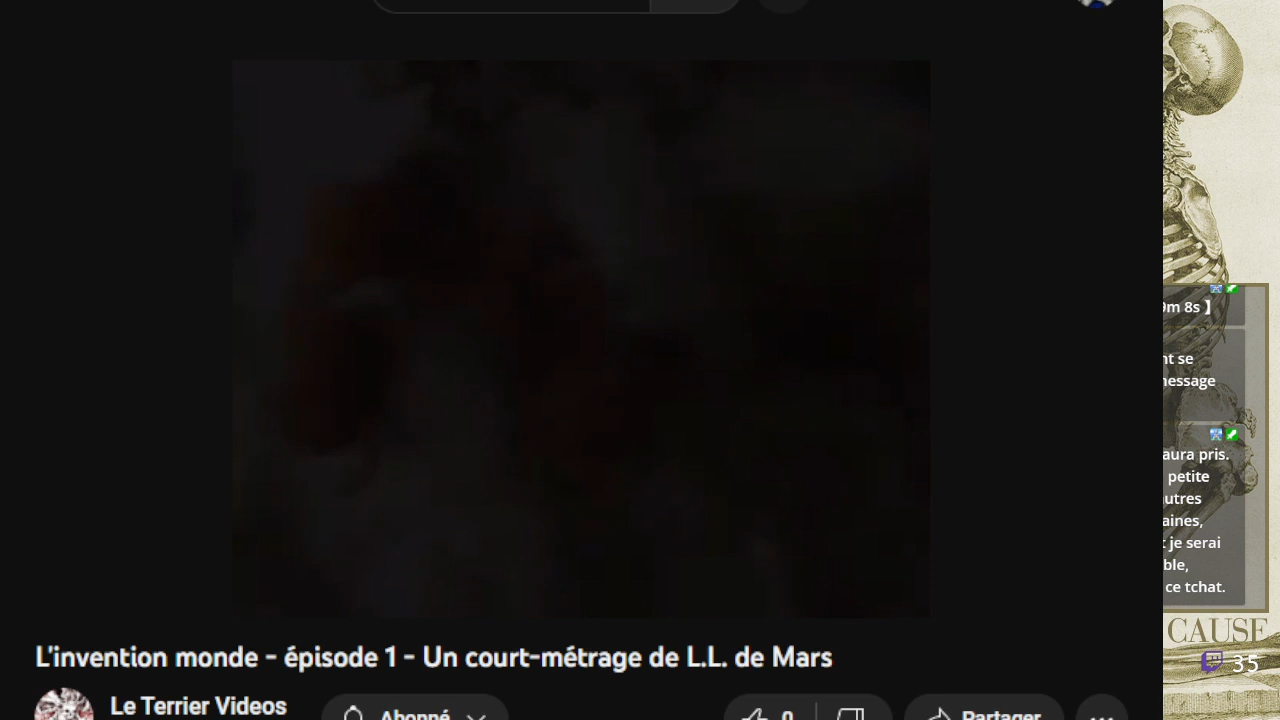 L'invention monde - épisode 1 - Un court-métrage de L.L. de Mars
Le Terrier Videos
Abonné
0
Partager
9m 8s 】
nt se
message
aura pris.
petite
utres
aines,
t je serai
ble,
ce tchat.
CAUSE
35